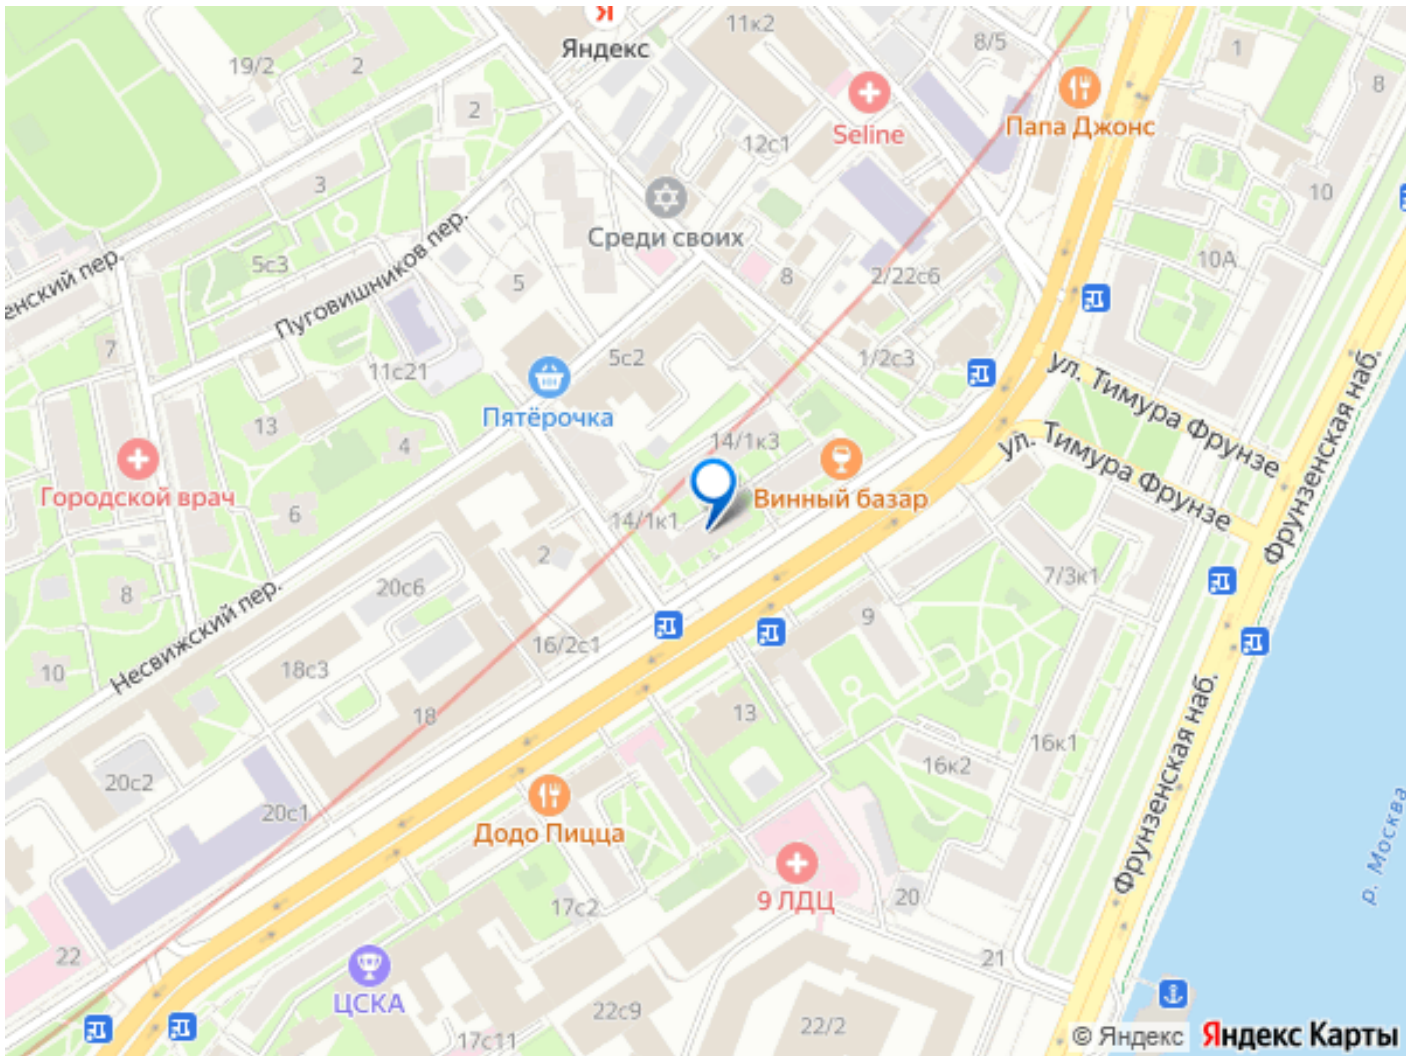 Яндекс
11к2
8/5
1
8
19/2
2
2
Seline
Папа Джонс
12с1
3
10
Среди своих
Пуговишников пер.
енский пер.
5с3
5
8
2/22с6
10А
7
11с21
5с2
1/2с3
ул. Тимура Фрунзе
Фрунзенская наб.
Пятёрочка
13
4
14/1к3
ул. Тимура Фрунзе
Городской врач
6
14/1к1
Винный базар
2
20с6
8
7/3к1
9
Несвижский пер.
16/2с1
10
18с3
18
13
16к1
16к2
Фрунзенская наб.
20с2
20с1
Додо Пицца
р. Москва
9 ЛДЦ
17с2
20
22
21
ЦСКА
22с9
22/2
17с11
© Яндекс Яндекс Карты